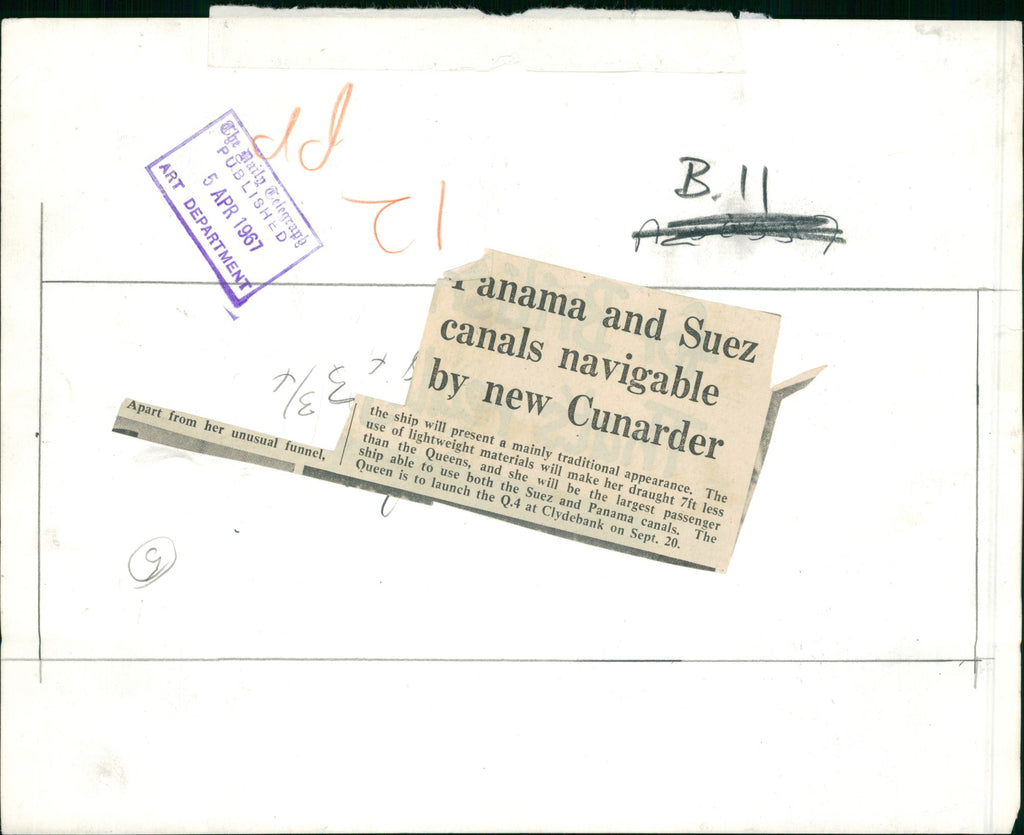 The Daily Telegraph
PUBLISHED
5 APR 1967
ART DEPARTMENT
B.11
Panama and Suez
canals navigable
by new Cunarder
Apart from her unusual funnel,
the ship will present a mainly traditional appearance. The
use of lightweight materials will make her draught 7ft less
than the Queens, and she will be the largest passenger
ship able to use both the Suez and Panama canals. The
Queen is to launch the Q.4 at Clydebank on Sept. 20.